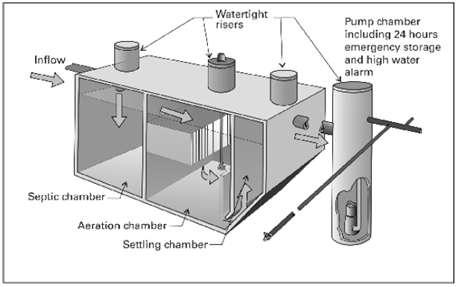 Watertight
risers
Pump chamber
including 24 hours
emergency storage
and high water
alarm
Inflow
Septic chamber
Aeration chamber
Settling chamber